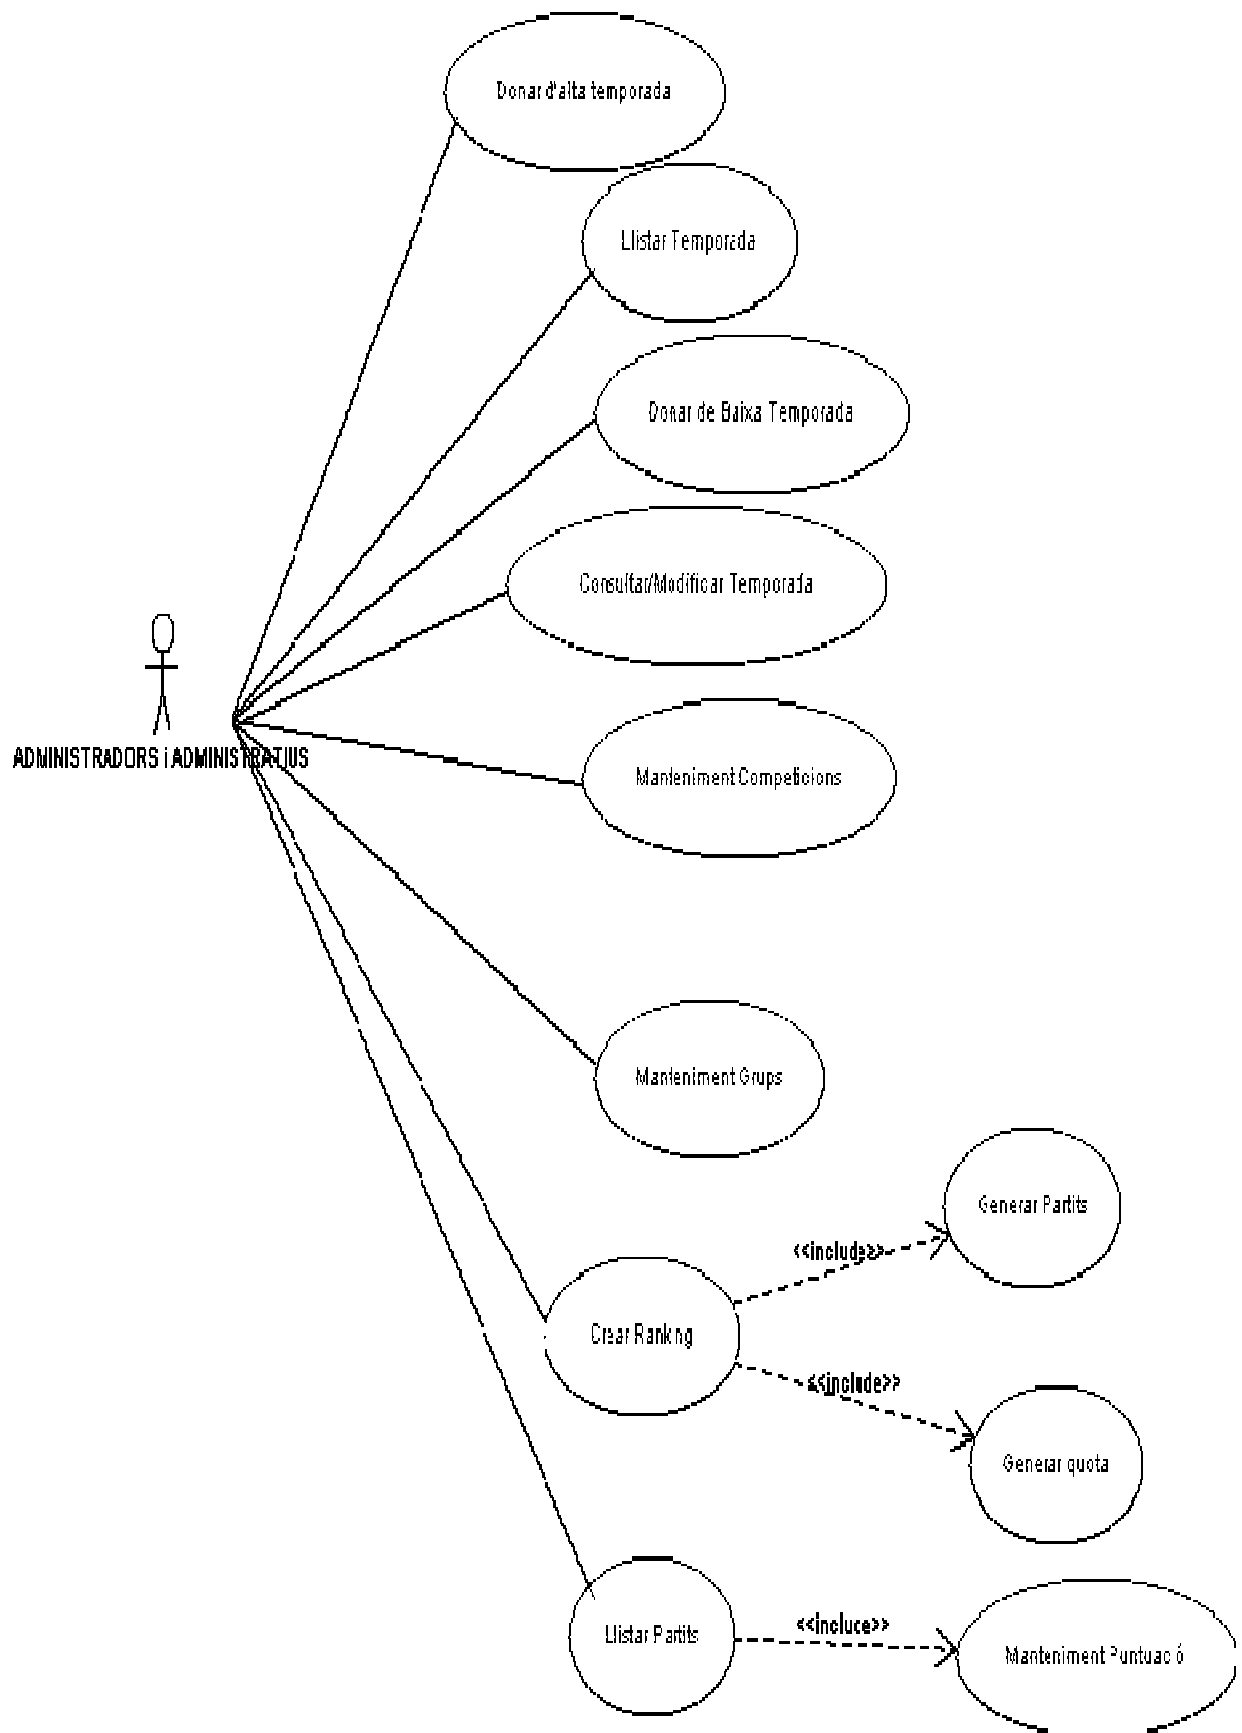 Donar d'alta temporada
Llistar Temporada
Donar de Baixa Temporada
Consultar/Modificar Temporada
ADMINISTRADORS i ADMINISTRATIUS
Manteniment Competicions
Manteniment Grups
Generar Partits
<<include>>
Crear Ranking
<<include>>
Generar quota
Llistar Partits
<<include>>
Manteniment Puntuació